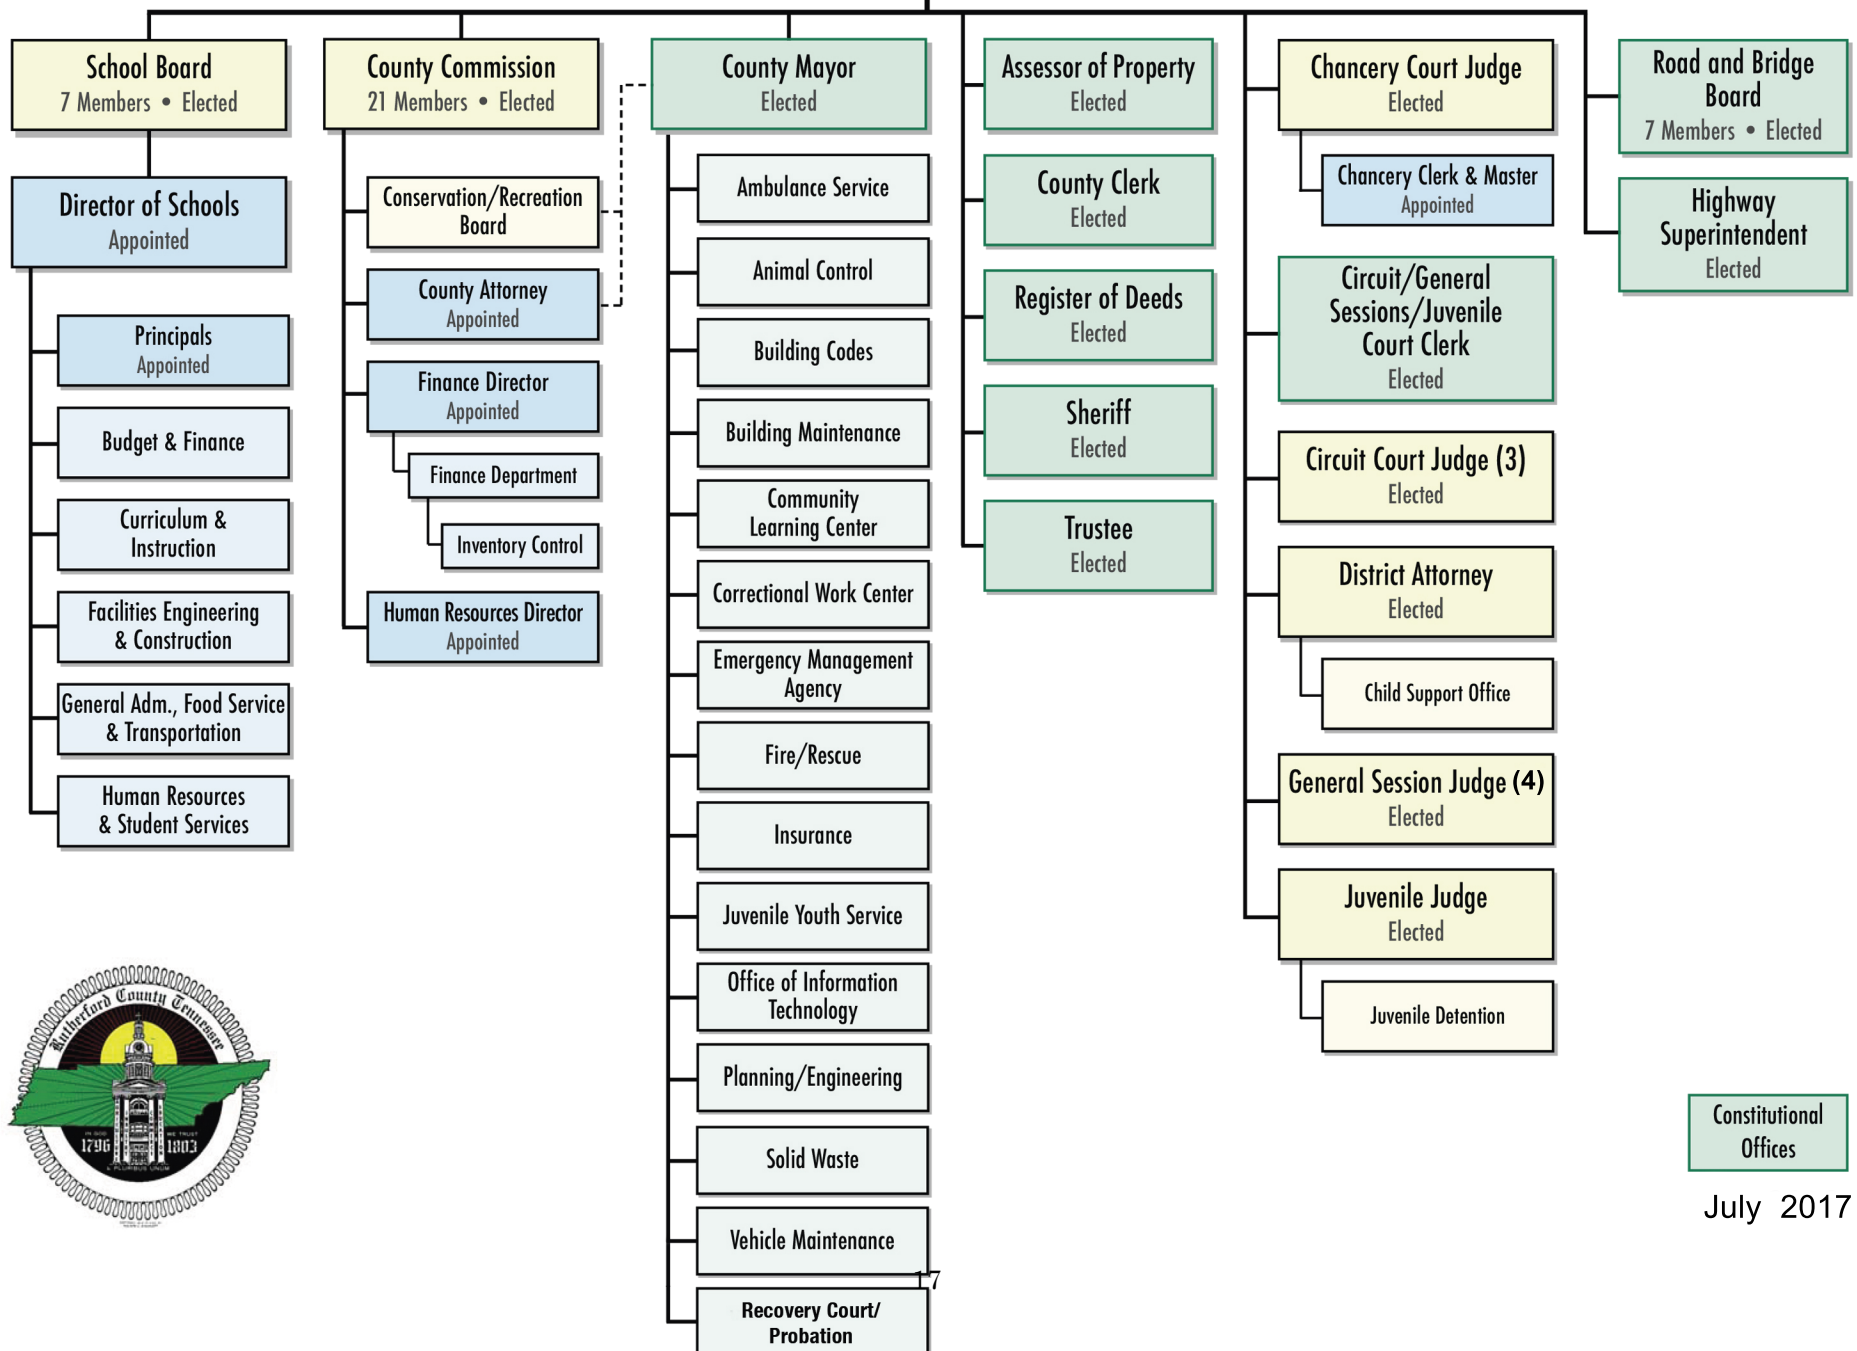 School Board
7 Members • Elected
Director of Schools
Appointed
Principals
Appointed
Budget & Finance
Curriculum &
Instruction
Facilities Engineering
& Construction
General Adm., Food Service
& Transportation
Human Resources
& Student Services
County Commission
21 Members • Elected
Conservation/Recreation
Board
County Attorney
Appointed
Finance Director
Appointed
Finance Department
Inventory Control
Human Resources Director
Appointed
County Mayor
Elected
Ambulance Service
Animal Control
Building Codes
Building Maintenance
Community
Learning Center
Correctional Work Center
Emergency Management
Agency
Fire/Rescue
Insurance
Juvenile Youth Service
Office of Information
Technology
Planning/Engineering
Solid Waste
Vehicle Maintenance
Recovery Court/
Probation
Assessor of Property
Elected
County Clerk
Elected
Register of Deeds
Elected
Sheriff
Elected
Trustee
Elected
Chancery Court Judge
Elected
Chancery Clerk & Master
Appointed
Circuit/General
Sessions/Juvenile
Court Clerk
Elected
Circuit Court Judge (3)
Elected
District Attorney
Elected
Child Support Office
General Session Judge (4)
Elected
Juvenile Judge
Elected
Juvenile Detention
Road and Bridge
Board
7 Members • Elected
Highway
Superintendent
Elected
Rutherford County Tennessee
IN GOD WE TRUST
1796 1803
E PLURIBUS UNUM
Constitutional
Offices
July 2017
17